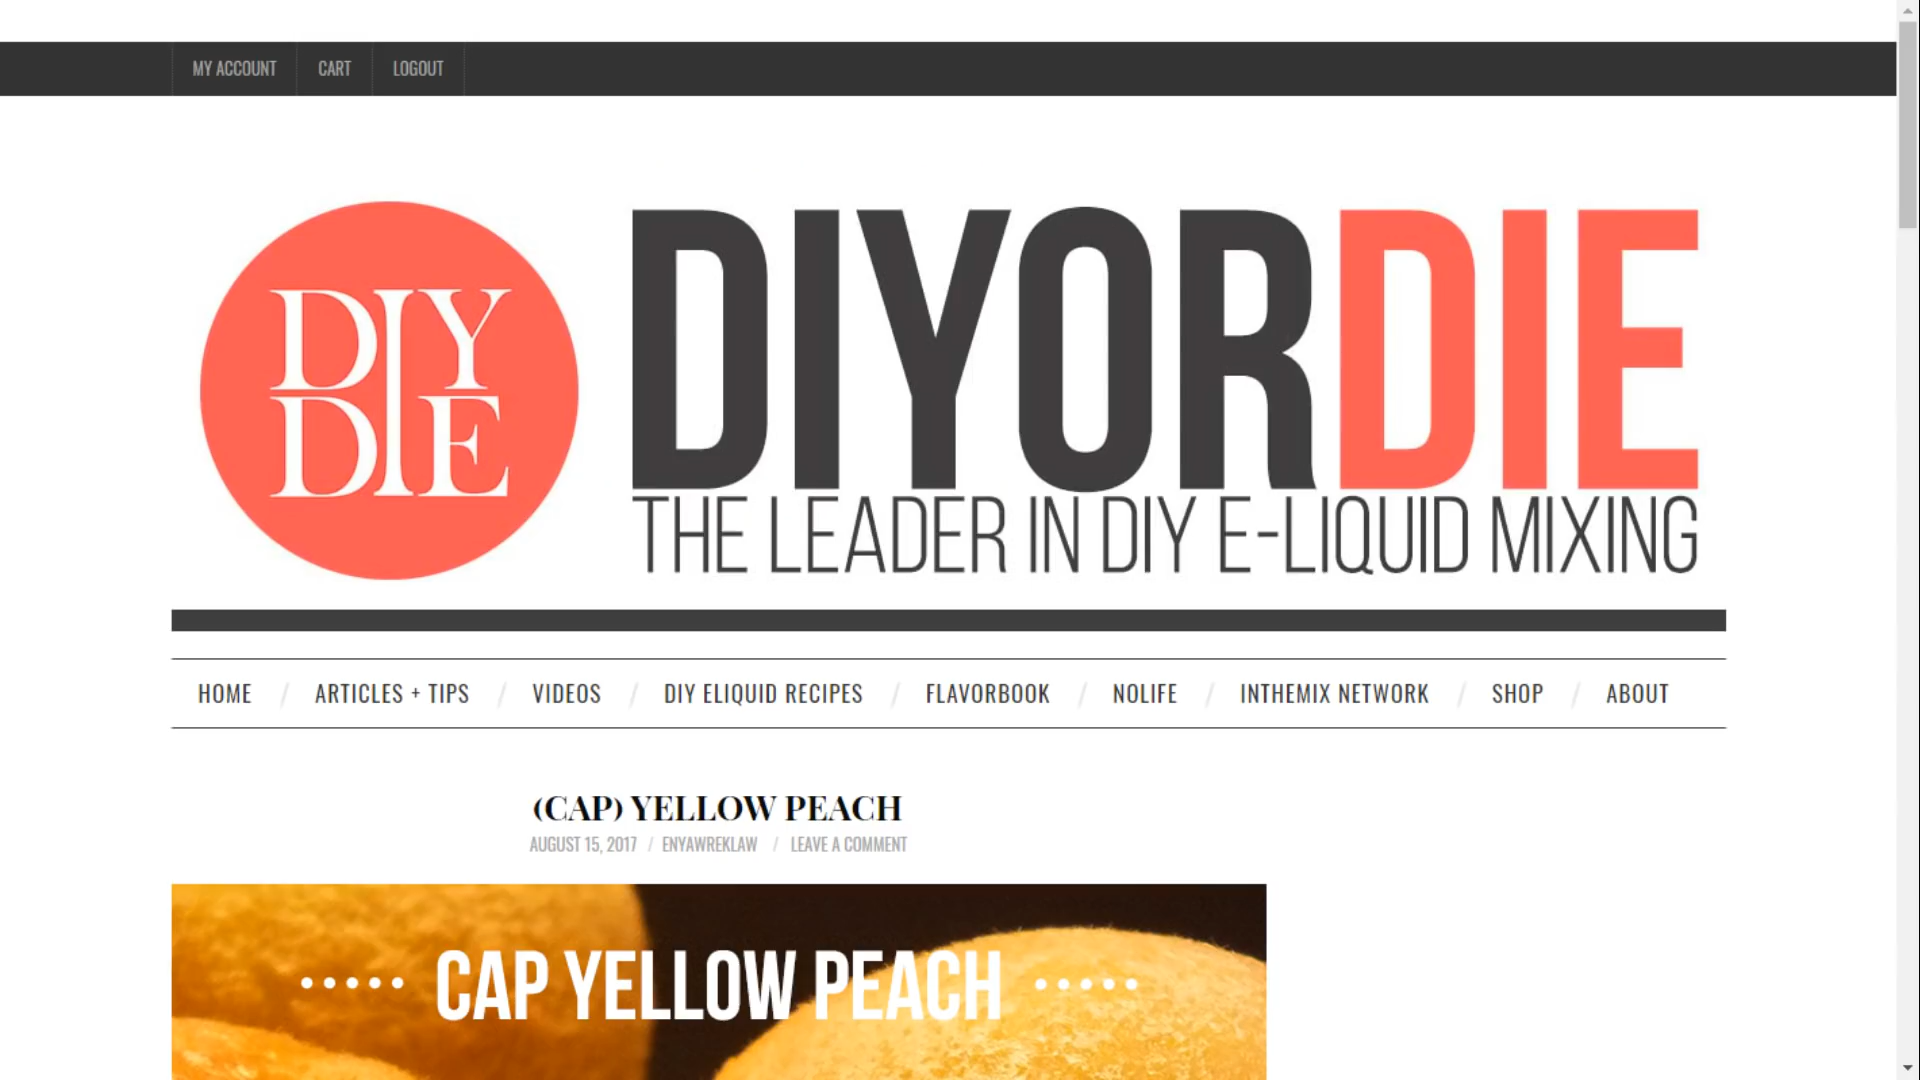 MY ACCOUNT CART LOGOUT
DIY
DIE
DIYORDIE
THE LEADER IN DIY E-LIQUID MIXING
HOME / ARTICLES + TIPS / VIDEOS / DIY ELIQUID RECIPES / FLAVORBOOK / NOLIFE / INTHEMIX NETWORK / SHOP / ABOUT
(CAP) YELLOW PEACH
AUGUST 15, 2017 / ENYAWREKLAW / LEAVE A COMMENT
····· CAP YELLOW PEACH ·····